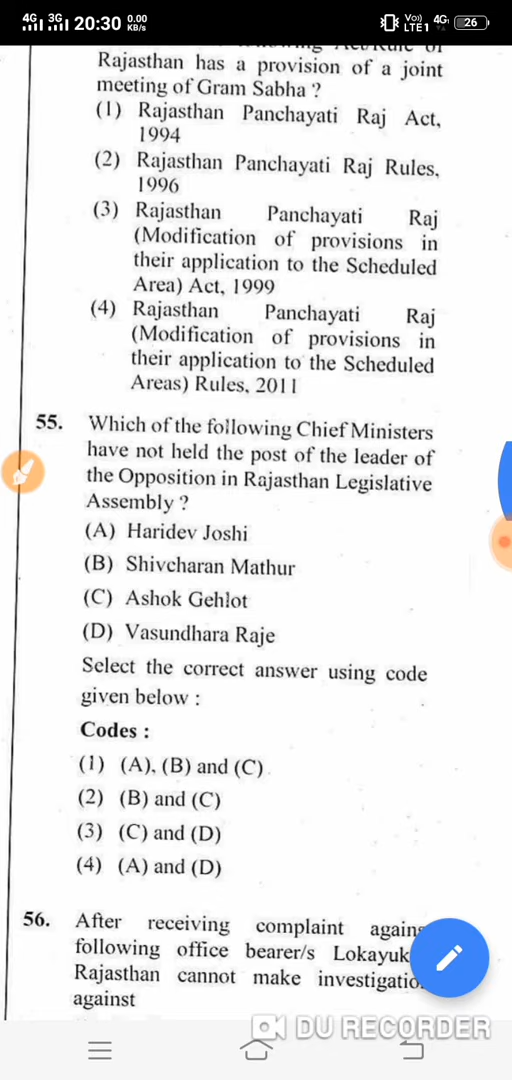 4G 3G 20:30 0.00 KB/s Vo)) LTE1 4G 26
Rajasthan has a provision of a joint
meeting of Gram Sabha ?
(1) Rajasthan Panchayati Raj Act,
1994
(2) Rajasthan Panchayati Raj Rules,
1996
(3) Rajasthan Panchayati Raj
(Modification of provisions in
their application to the Scheduled
Area) Act, 1999
(4) Rajasthan Panchayati Raj
(Modification of provisions in
their application to the Scheduled
Areas) Rules, 2011
55. Which of the following Chief Ministers
have not held the post of the leader of
the Opposition in Rajasthan Legislative
Assembly ?
(A) Haridev Joshi
(B) Shivcharan Mathur
(C) Ashok Gehlot
(D) Vasundhara Raje
Select the correct answer using code
given below :
Codes :
(1) (A), (B) and (C)
(2) (B) and (C)
(3) (C) and (D)
(4) (A) and (D)
56. After receiving complaint
following office bearer/s
Rajasthan cannot make
against
DU RECORDER